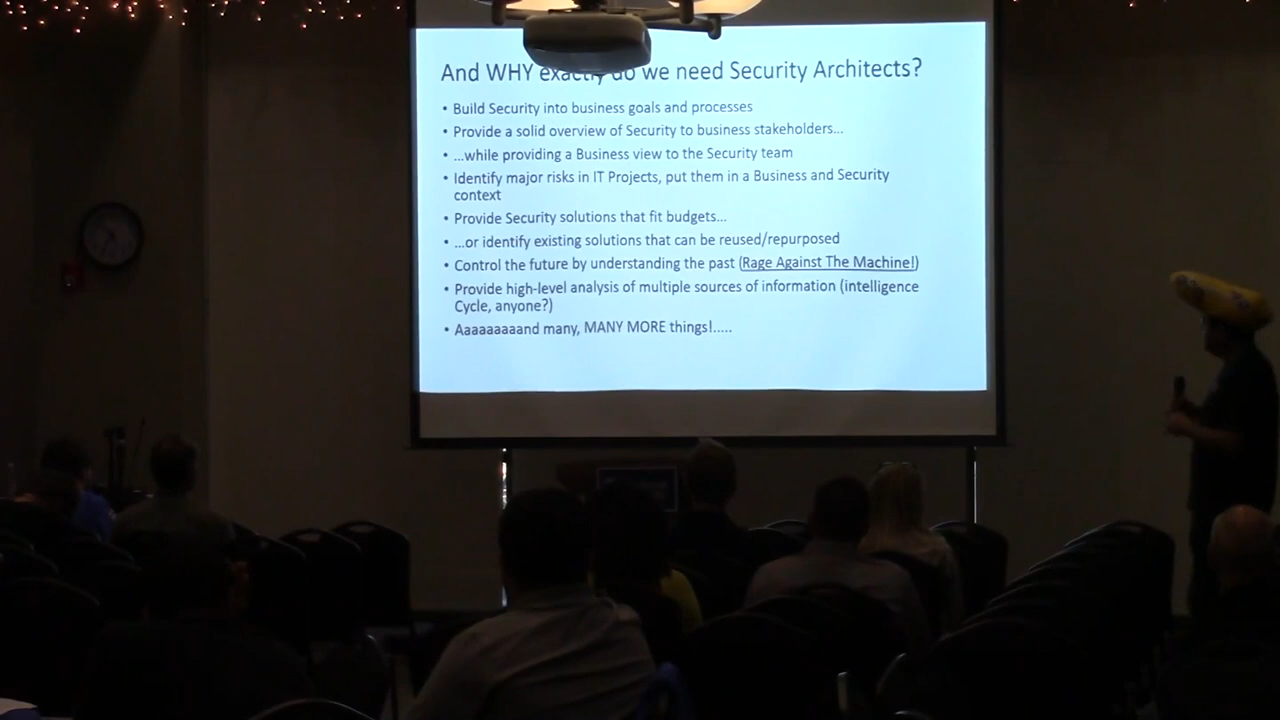 And WHY exactly do we need Security Architects?
• Build Security into business goals and processes
• Provide a solid overview of Security to business stakeholders...
• ...while providing a Business view to the Security team
• Identify major risks in IT Projects, put them in a Business and Security
context
• Provide Security solutions that fit budgets...
• ...or identify existing solutions that can be reused/repurposed
• Control the future by understanding the past (Rage Against The Machine!)
• Provide high-level analysis of multiple sources of information (intelligence
Cycle, anyone?)
• Aaaaaaaaand many, MANY MORE things!.....